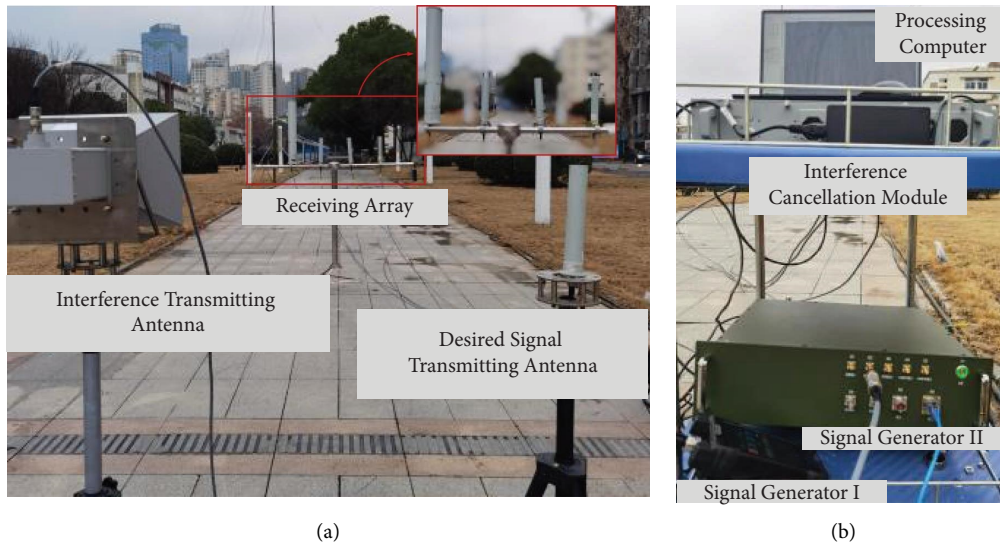 Receiving Array
Interference Transmitting
Antenna
Desired Signal
Transmitting Antenna
(a)
Processing
Computer
Interference
Cancellation Module
Signal Generator II
Signal Generator I
(b)